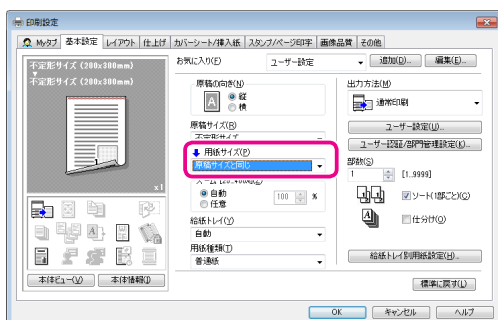 印刷設定
Myタブ 基本設定 レイアウト 仕上げ カバーシート/挿入紙 スタンプ/ページ印字 画像品質 その他
不定形サイズ (280x380mm)
不定形サイズ (280x380mm)
x1
本体ビュー(V) 本体情報(J)
お気に入り(F) ユーザー設定 追加(D)... 編集(E)...
原稿の向き(N)
縦
横
原稿サイズ(R)
不定形サイズ
用紙サイズ(P)
原稿サイズと同じ
自動
任意
100 %
給紙トレイ(Y)
自動
用紙種類(T)
普通紙
出力方法(M)
通常印刷
ユーザー設定(U)...
ユーザー認証/部門管理設定(K)...
部数(S)
1 [1..9999]
ソート(1部ごと)(C)
仕分け(O)
給紙トレイ別用紙設定(H)...
標準に戻す(L)
OK キャンセル ヘルプ